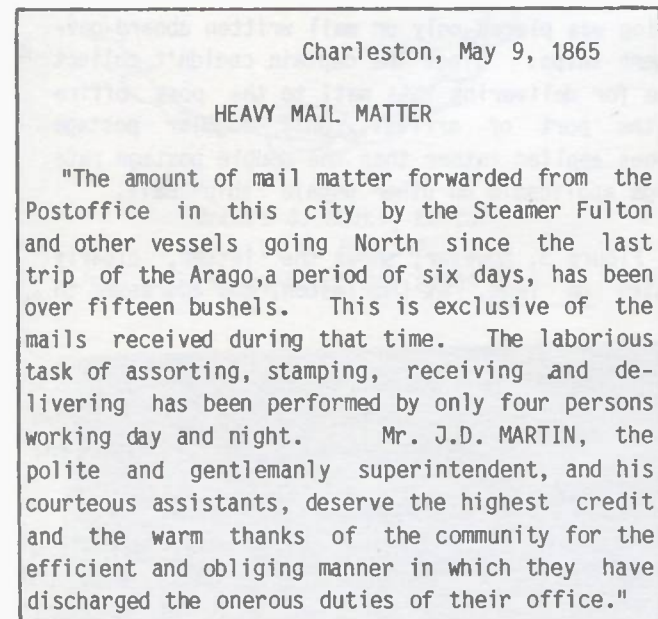 Charleston, May 9, 1865
HEAVY MAIL MATTER
"The amount of mail matter forwarded from the
Postoffice in this city by the Steamer Fulton
and other vessels going North since the last
trip of the Arago,a period of six days, has been
over fifteen bushels. This is exclusive of the
mails received during that time. The laborious
task of assorting, stamping, receiving and de-
livering has been performed by only four persons
working day and night. Mr. J.D. MARTIN, the
polite and gentlemanly superintendent, and his
courteous assistants, deserve the highest credit
and the warm thanks of the community for the
efficient and obliging manner in which they have
discharged the onerous duties of their office."